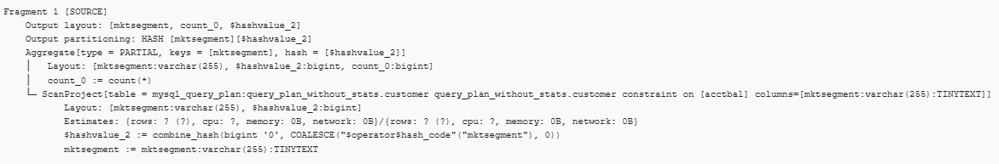 Fragment 1 [SOURCE]
Output layout: [mktsegment, count_0, $hashvalue_2]
Output partitioning: HASH [mktsegment][$hashvalue_2]
Aggregate[type = PARTIAL, keys = [mktsegment], hash = [$hashvalue_2]]
│ Layout: [mktsegment:varchar(255), $hashvalue_2:bigint, count_0:bigint]
│ count_0 := count(*)
└─ ScanProject[table = mysql_query_plan:query_plan_without_stats.customer query_plan_without_stats.customer constraint on [acctbal] columns=[mktsegment:varchar(255):TINYTEXT]]
Layout: [mktsegment:varchar(255), $hashvalue_2:bigint]
Estimates: {rows: ? (?), cpu: ?, memory: 0B, network: 0B}/{rows: ? (?), cpu: ?, memory: 0B, network: 0B}
$hashvalue_2 := combine_hash(bigint '0', COALESCE("$operator$hash_code"("mktsegment"), 0))
mktsegment := mktsegment:varchar(255):TINYTEXT